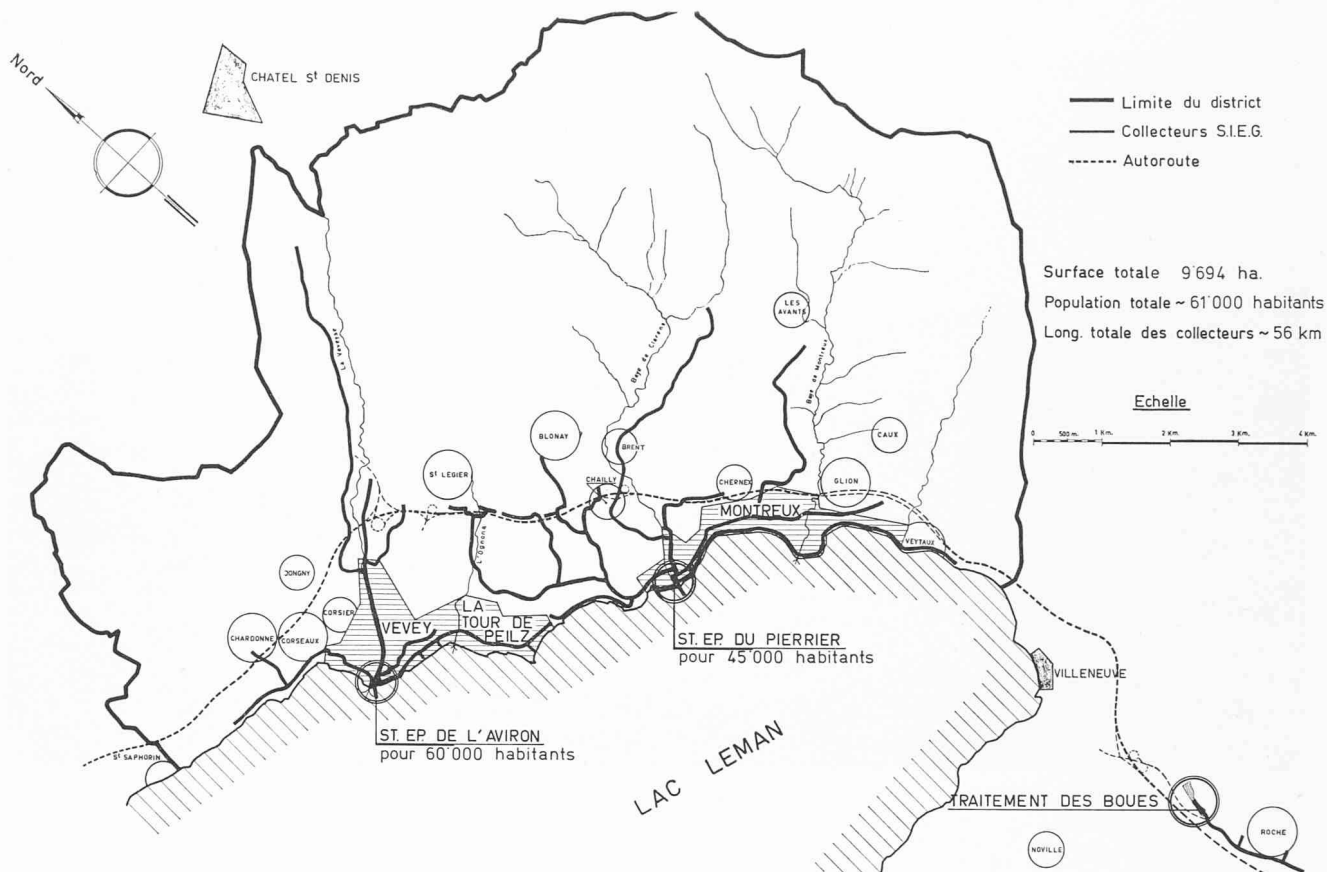 Nord
CHATEL St DENIS
Limite du district
Collecteurs S.I.E.G.
Autoroute
Surface totale 9'694 ha.
Population totale ~ 61'000 habitants
Long. totale des collecteurs ~ 56 km
Echelle
0 500 m. 1 Km. 2 Km. 3 Km. 4 Km.
LES
AVANTS
La Veveyse
Baye de Clarens
Baye de Montreux
BLONAY
BRENT
CAUX
St LEGIER
CHAILLY
CHERNEX
GLION
MONTREUX
L'Ognona
VEYTAUX
JONGNY
CORSIER
CHARDONNE
CORSEAUX
VEVEY
LA
TOUR DE
PEILZ
ST. EP. DU PIERRIER
pour 45'000 habitants
VILLENEUVE
ST. EP. DE L'AVIRON
pour 60'000 habitants
St SAPHORIN
LAC LEMAN
TRAITEMENT DES BOUES
ROCHE
NOVILLE